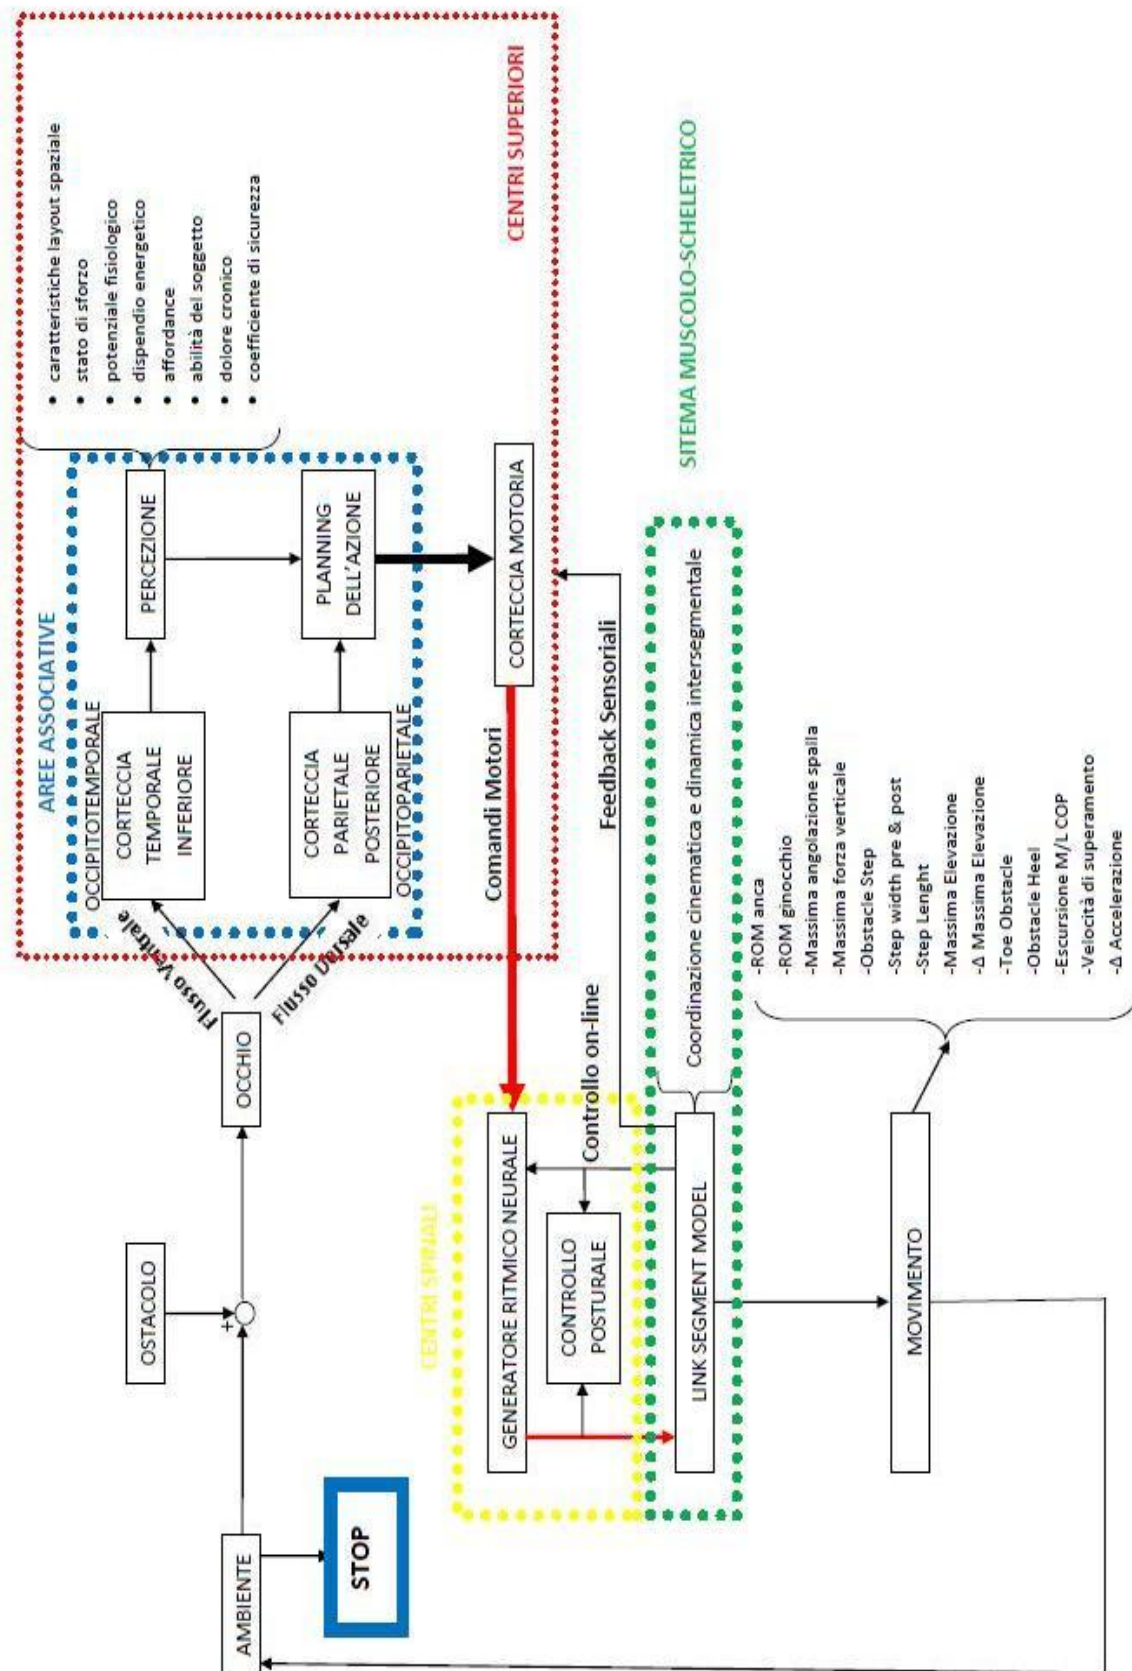 AMBIENTE
STOP
OSTACOLO
+
OCCHIO
Flusso Ventrale
Flusso Dorsale
AREE ASSOCIATIVE
OCCIPITOTEMPORALE
CORTECCIA
TEMPORALE
INFERIORE
CORTECCIA
PARIETALE
POSTERIORE
OCCIPITOPARIETALE
PERCEZIONE
PLANNING
DELL'AZIONE
• caratteristiche layout spaziale
• stato di sforzo
• potenziale fisiologico
• dispendio energetico
• affordance
• abilità del soggetto
• dolore cronico
• coefficiente di sicurezza
CENTRI SUPERIORI
CORTECCIA MOTORIA
Comandi Motori
Feedback Sensoriali
CENTRI SPINALI
GENERATORE RITMICO NEURALE
CONTROLLO
POSTURALE
Controllo on-line
SITEMA MUSCOLO-SCHELETRICO
LINK SEGMENT MODEL
Coordinazione cinematica e dinamica intersegmentale
MOVIMENTO
-ROM anca
-ROM ginocchio
-Massima angolazione spalla
-Massima forza verticale
-Obstacle Step
-Step width pre & post
-Step Lenght
-Massima Elevazione
-Δ Massima Elevazione
-Toe Obstacle
-Obstacle Heel
-Escursione M/L COP
-Velocità di superamento
-Δ Accelerazione